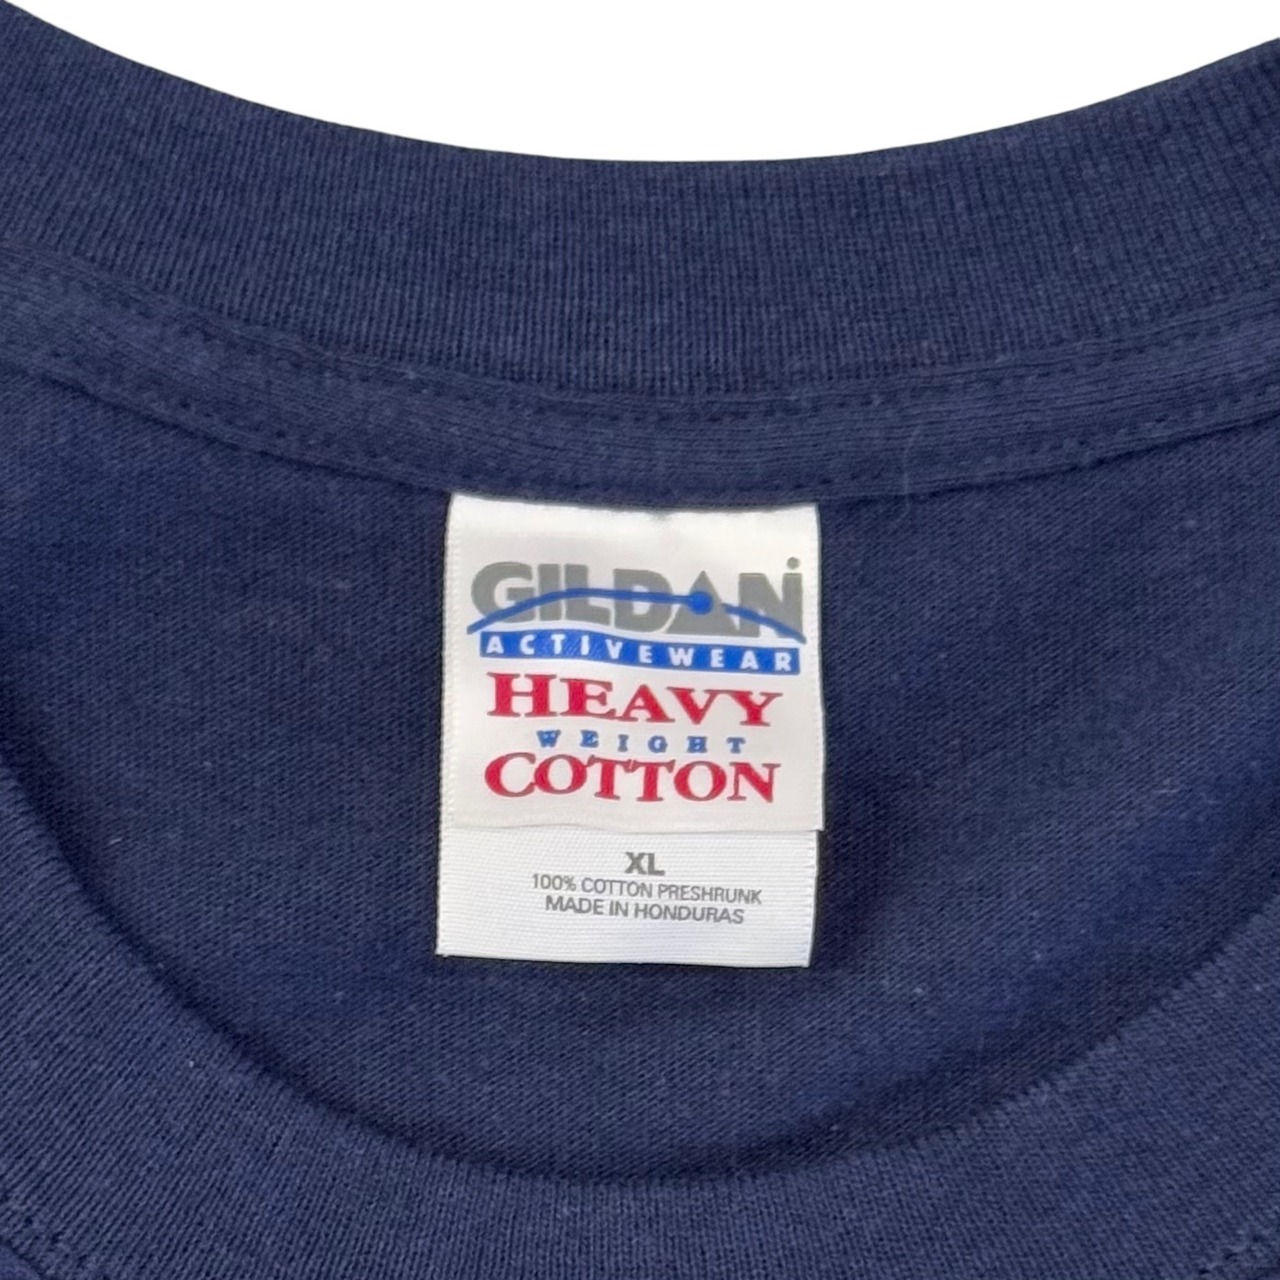 GILDAN
ACTIVEWEAR
HEAVY
WEIGHT
COTTON
XL
100% COTTON PRESHRUNK
MADE IN HONDURAS